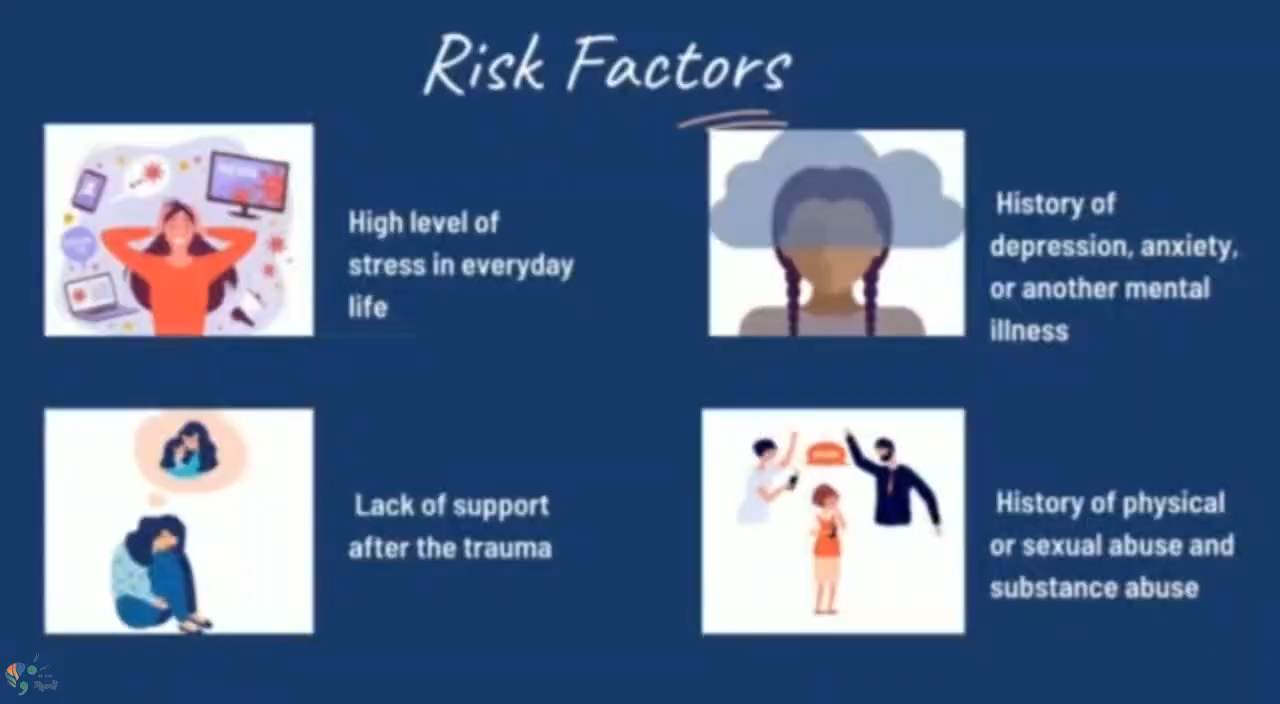 Risk Factors
High level of
stress in everyday
life
History of
depression, anxiety,
or another mental
illness
Lack of support
after the trauma
History of physical
or sexual abuse and
substance abuse